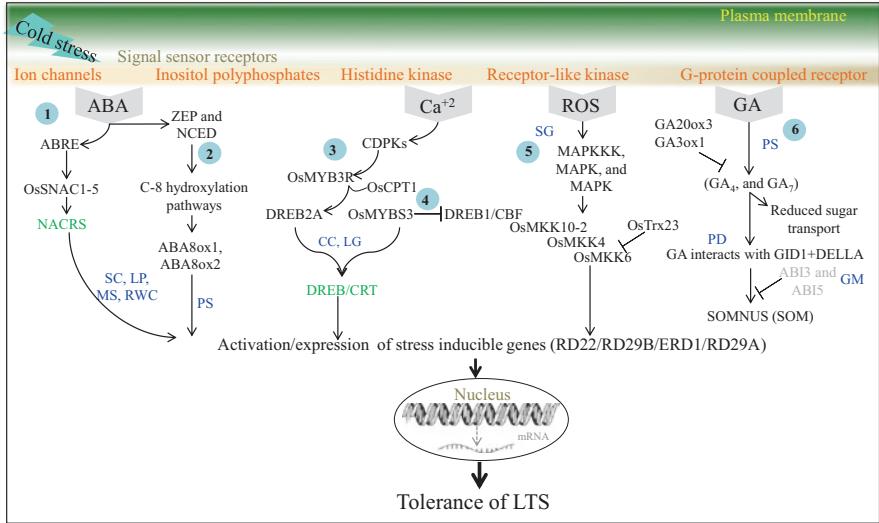 Plasma membrane
Cold stress
Signal sensor receptors
Ion channels Inositol polyphosphates Histidine kinase Receptor-like kinase G-protein coupled receptor
ABA Ca+2 ROS GA
1
ZEP and
NCED
ABRE
2
OsSNAC1-5
C-8 hydroxylation
pathways
NACRS
ABA8ox1,
ABA8ox2
SC, LP,
MS, RWC
PS
3
CDPKs
OsMYB3R
OsCPT1
4
DREB2A
OsMYBS3
DREB1/CBF
CC, LG
DREB/CRT
SG
5
MAPKKK,
MAPK, and
MAPK
OsMKK10-2
OsTrx23
OsMKK4
OsMKK6
GA20ox3
GA3ox1
PS
6
(GA4, and GA7)
Reduced sugar
transport
PD
GA interacts with GID1+DELLA
ABI3 and
ABI5
GM
SOMNUS (SOM)
Activation/expression of stress inducible genes (RD22/RD29B/ERD1/RD29A)
Nucleus
mRNA
Tolerance of LTS